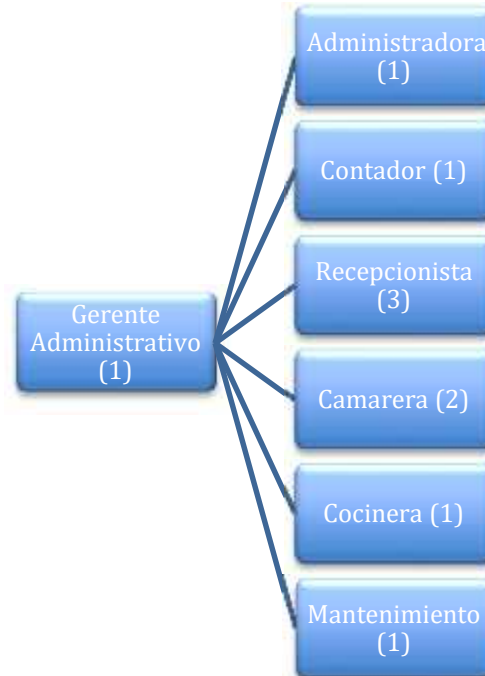 Administradora
(1)
Contador (1)
Recepcionista
(3)
Gerente
Administrativo
(1)
Camarera (2)
Cocinera (1)
Mantenimiento
(1)